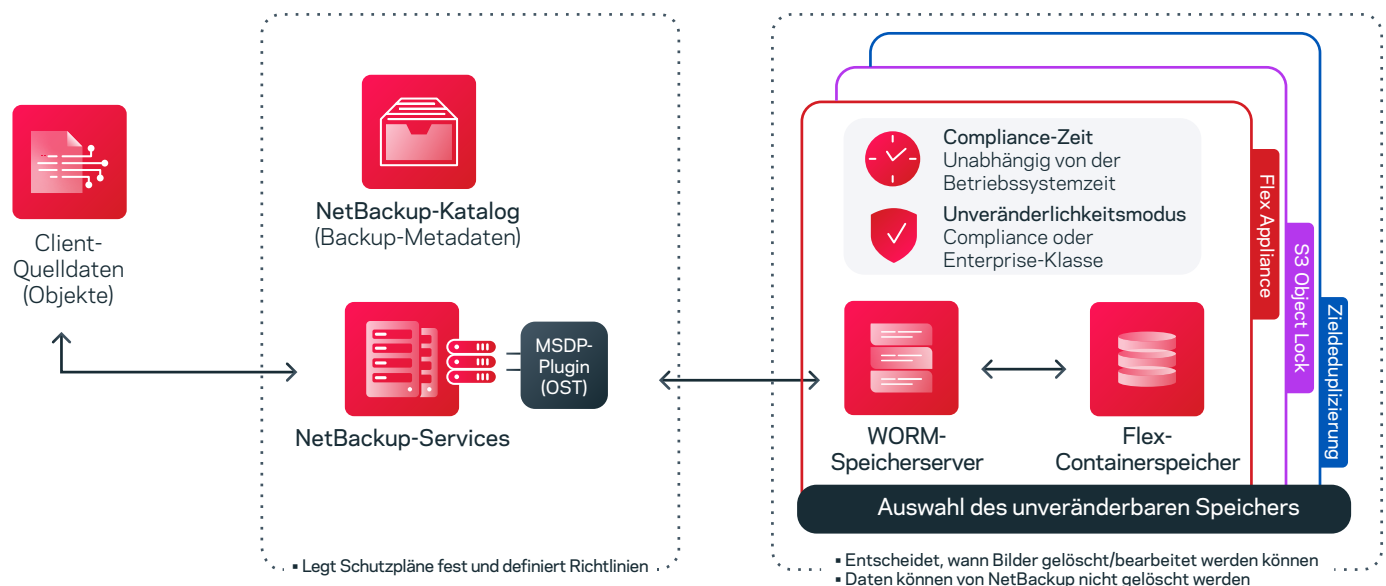 Client-
Quelldaten
(Objekte)
NetBackup-Katalog
(Backup-Metadaten)
MSDP-
Plugin
(OST)
NetBackup-Services
▪ Legt Schutzpläne fest und definiert Richtlinien
Compliance-Zeit
Unabhängig von der
Betriebssystemzeit
Unveränderlichkeitsmodus
Compliance oder
Enterprise-Klasse
Flex Appliance
S3 Object Lock
Zieldeduplizierung
WORM-
Speicherserver
Flex-
Containerspeicher
Auswahl des unveränderbaren Speichers
▪ Entscheidet, wann Bilder gelöscht/bearbeitet werden können
▪ Daten können von NetBackup nicht gelöscht werden